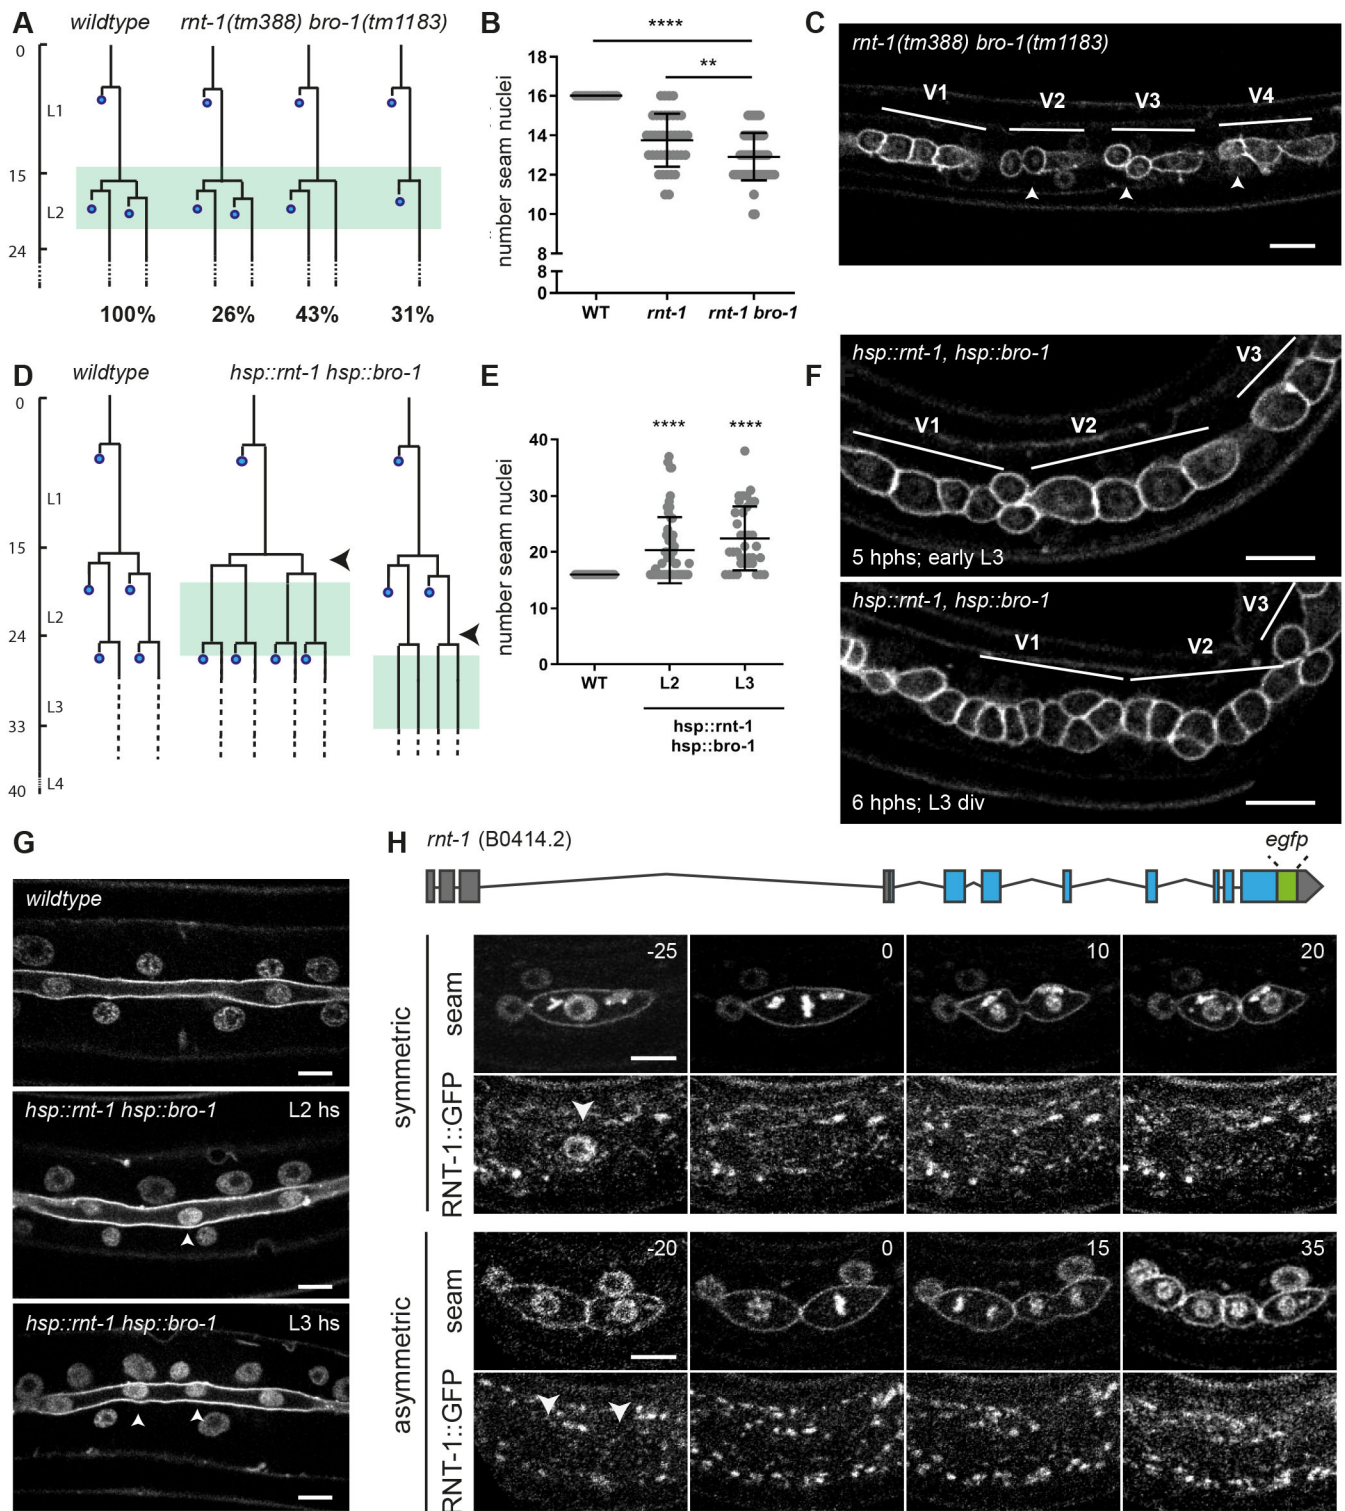 A
wildtype
rnt-1(tm388) bro-1(tm1183)
0
L1
15
L2
24
100%
26%
43%
31%
B
****
**
number seam nuclei
18
16
14
12
10
8
8
0
WT
rnt-1
rnt-1 bro-1
C
rnt-1(tm388) bro-1(tm1183)
V1
V2
V3
V4
D
wildtype
hsp::rnt-1 hsp::bro-1
0
L1
15
L2
24
L3
33
L4
40
E
****
****
number seam nuclei
40
30
20
10
0
WT
L2
L3
hsp::rnt-1
hsp::bro-1
F
hsp::rnt-1, hsp::bro-1
V3
V1
V2
5 hphs; early L3
hsp::rnt-1, hsp::bro-1
V3
V1
V2
6 hphs; L3 div
G
wildtype
hsp::rnt-1 hsp::bro-1
L2 hs
hsp::rnt-1 hsp::bro-1
L3 hs
H
rnt-1 (B0414.2)
egfp
symmetric
seam
-25
0
10
20
RNT-1::GFP
asymmetric
seam
-20
0
15
35
RNT-1::GFP